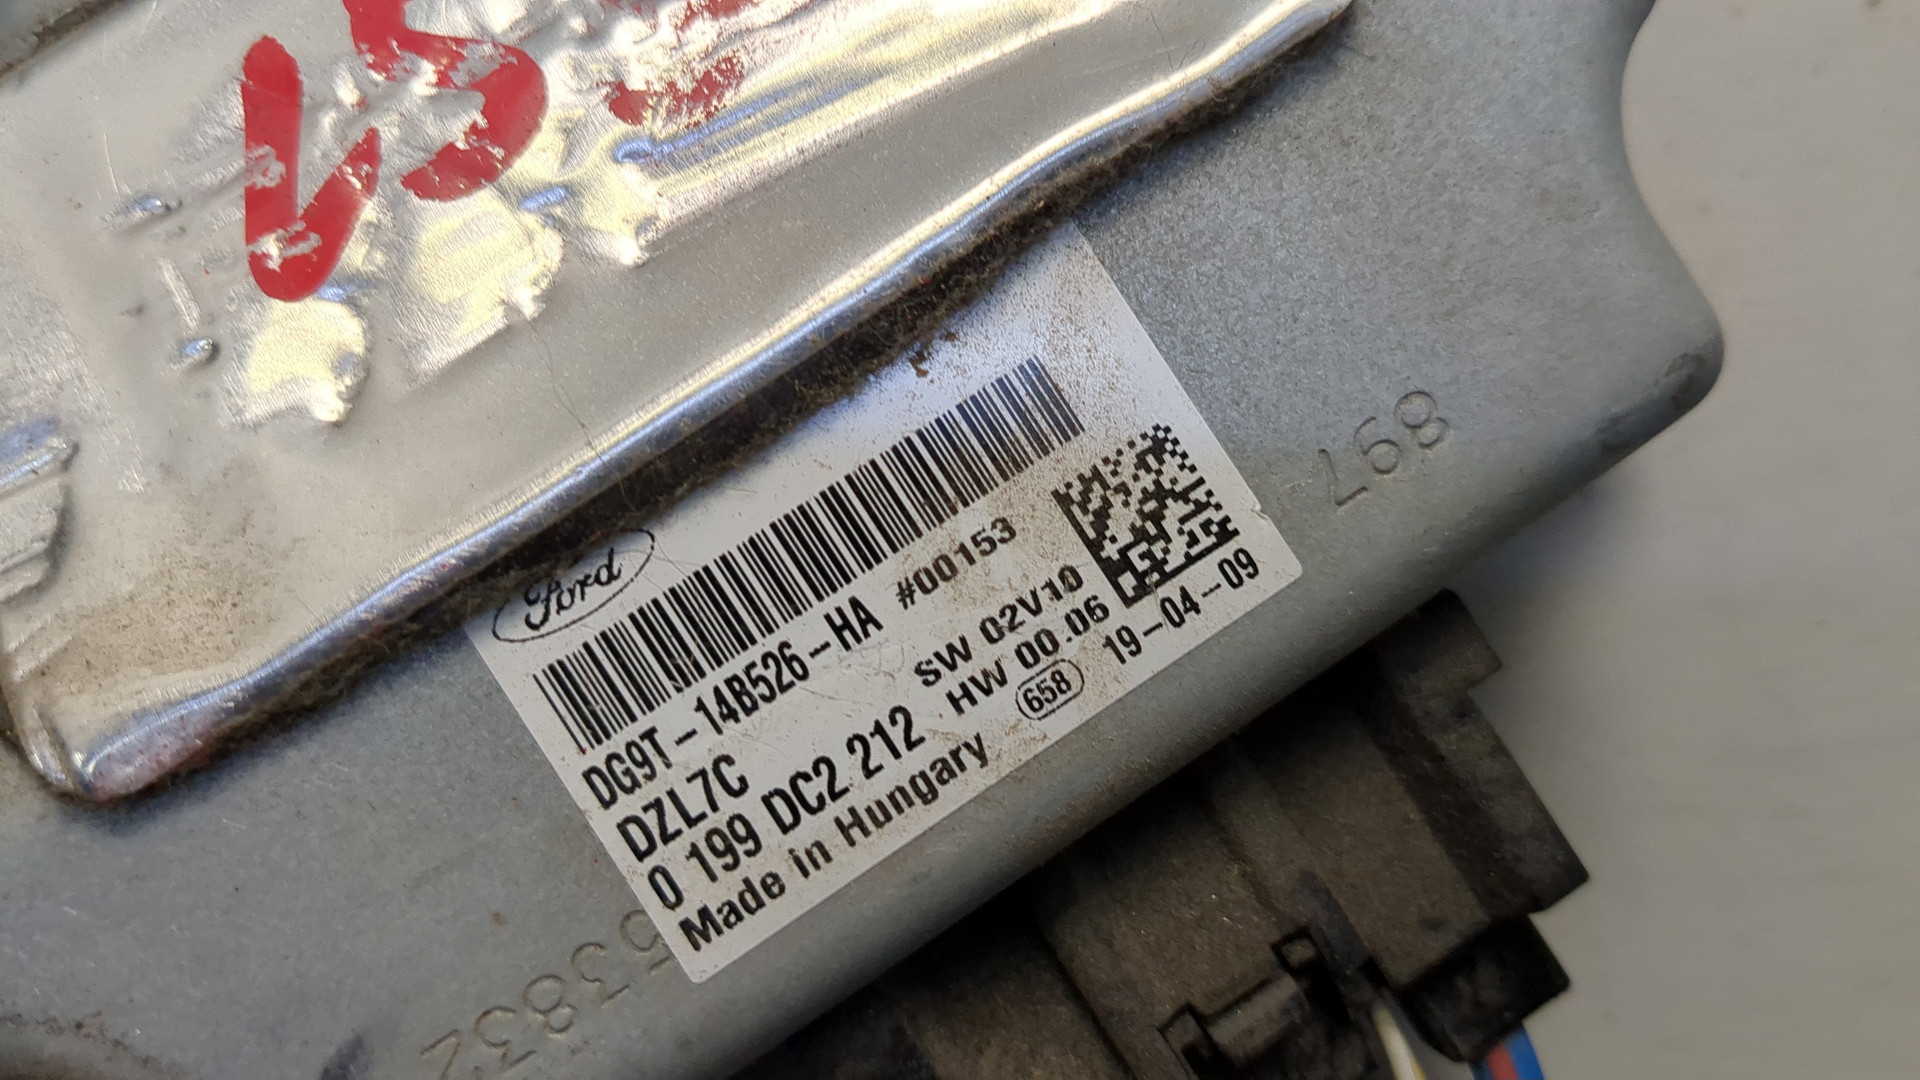 Ford
DG9T-14B526-HA #00153
DZL7C SW 02V10
0 199 DC2 212 HW 00.06
Made in Hungary 658 19-04-09
897
53832